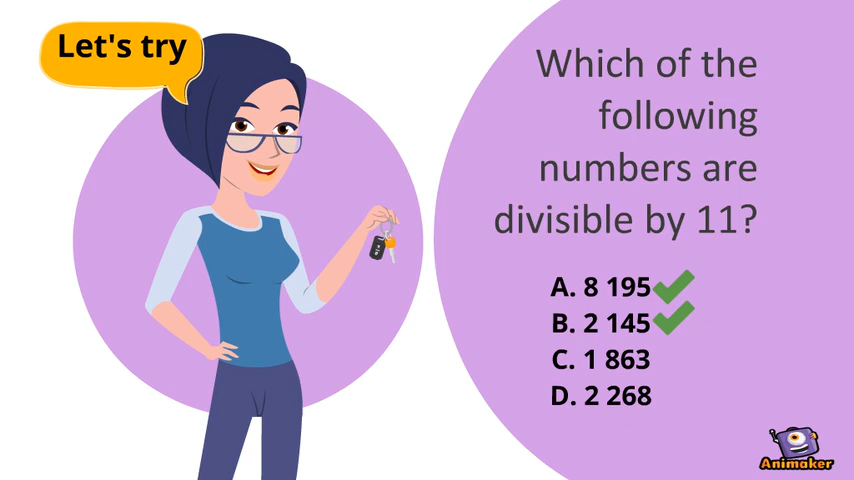 Let's try
Which of the
following
numbers are
divisible by 11?
A. 8 195
B. 2 145
C. 1 863
D. 2 268
Animaker